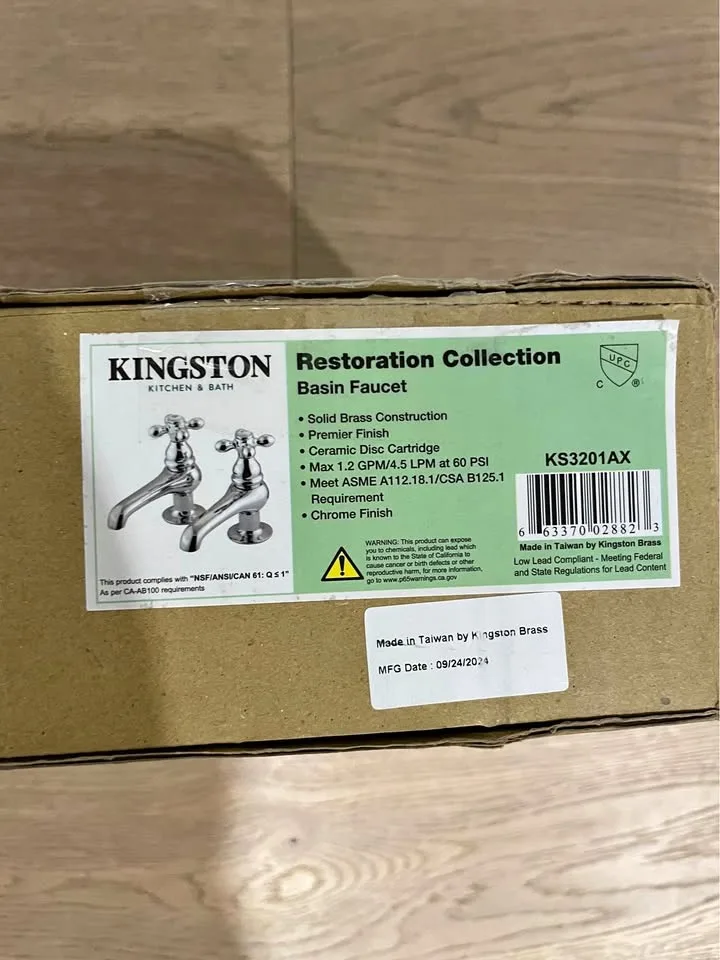 KINGSTON
KITCHEN & BATH
This product complies with "NSF/ANSI/CAN 61: Q ≤ 1"
As per CA-AB100 requirements
Restoration Collection
Basin Faucet
• Solid Brass Construction
• Premier Finish
• Ceramic Disc Cartridge
• Max 1.2 GPM/4.5 LPM at 60 PSI
• Meet ASME A112.18.1/CSA B125.1
Requirement
• Chrome Finish
WARNING: This product can expose
you to chemicals, including lead which
is known to the State of California to
cause cancer or birth defects or other
reproductive harm, for more information,
go to www.p65warnings.ca.gov
UPC
C ®
KS3201AX
6 63370 02882 3
Made in Taiwan by Kingston Brass
Low Lead Compliant - Meeting Federal
and State Regulations for Lead Content
Made in Taiwan by Kingston Brass
MFG Date : 09/24/2024